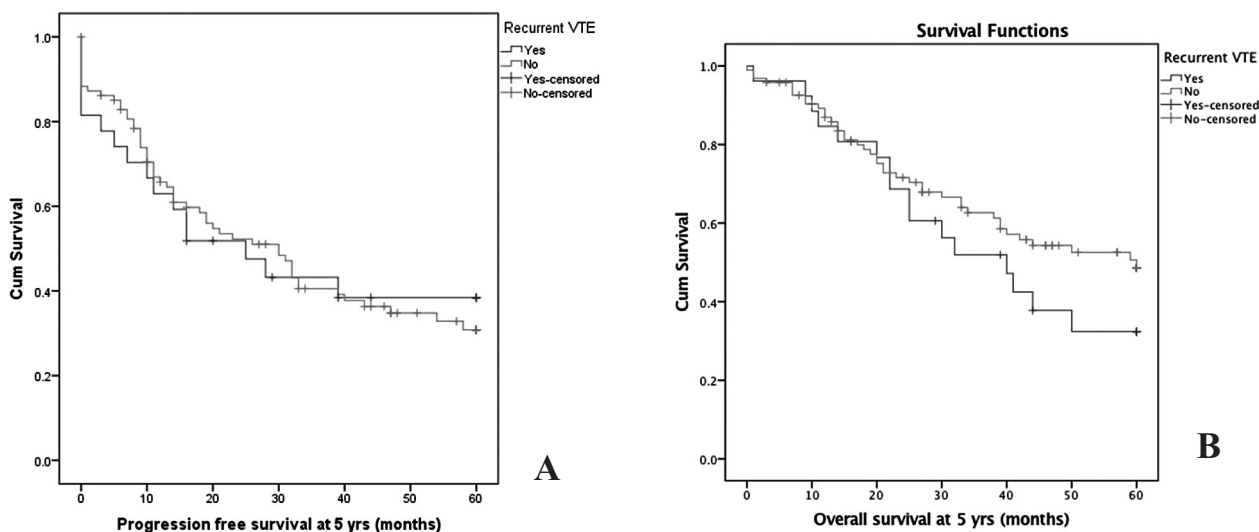 Recurrent VTE
Yes
No
Yes-censored
No-censored
1.0
0.8
0.6
0.4
0.2
0.0
Cum Survival
0 10 20 30 40 50 60
Progression free survival at 5 yrs (months)
A
Survival Functions
Recurrent VTE
Yes
No
Yes-censored
No-censored
1.0
0.8
0.6
0.4
0.2
0.0
Cum Survival
0 10 20 30 40 50 60
Overall survival at 5 yrs (months)
B